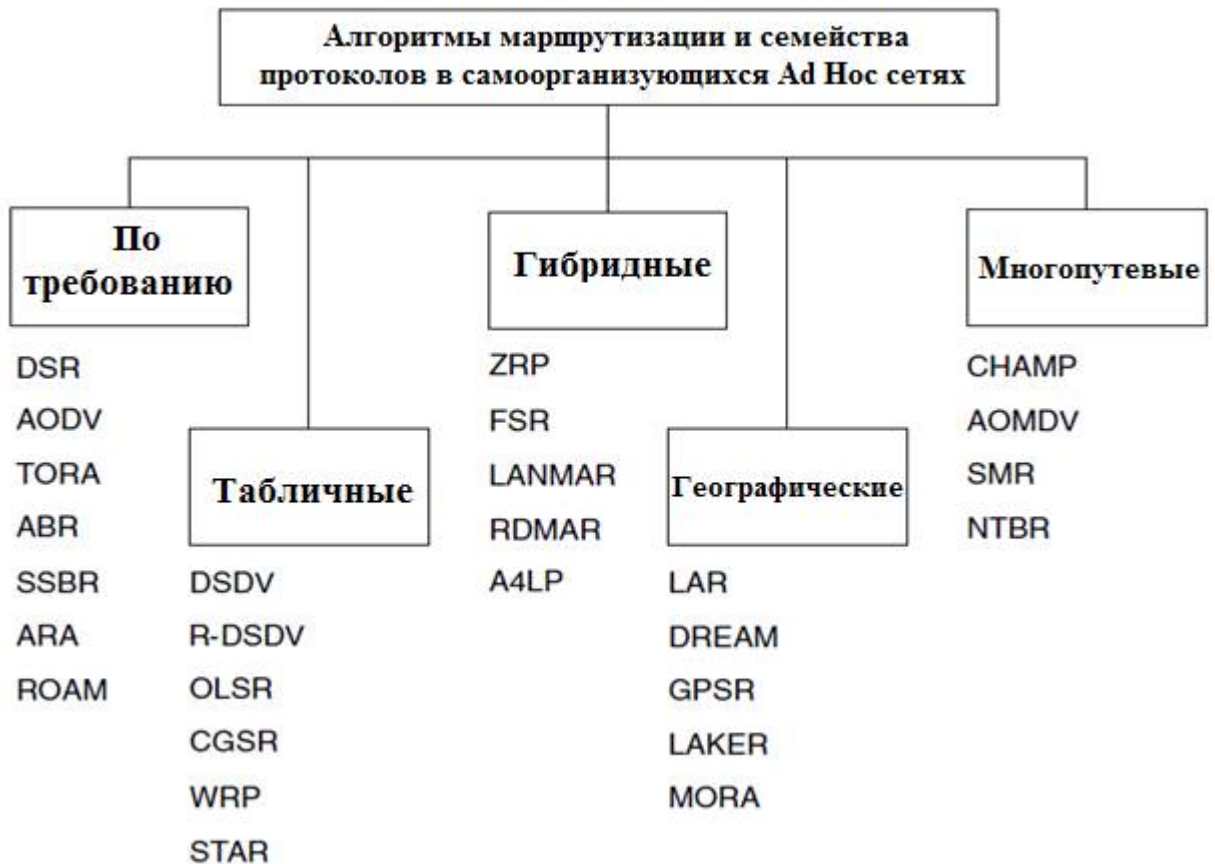 Алгоритмы маршрутизации и семейства
протоколов в самоорганизующихся Ad Hoc сетях
По
требованию
DSR
AODV
TORA
ABR
SSBR
ARA
ROAM
Табличные
DSDV
R-DSDV
OLSR
CGSR
WRP
STAR
Гибридные
ZRP
FSR
LANMAR
RDMAR
A4LP
Географические
LAR
DREAM
GPSR
LAKER
MORA
Многопутевые
CHAMP
AOMDV
SMR
NTBR